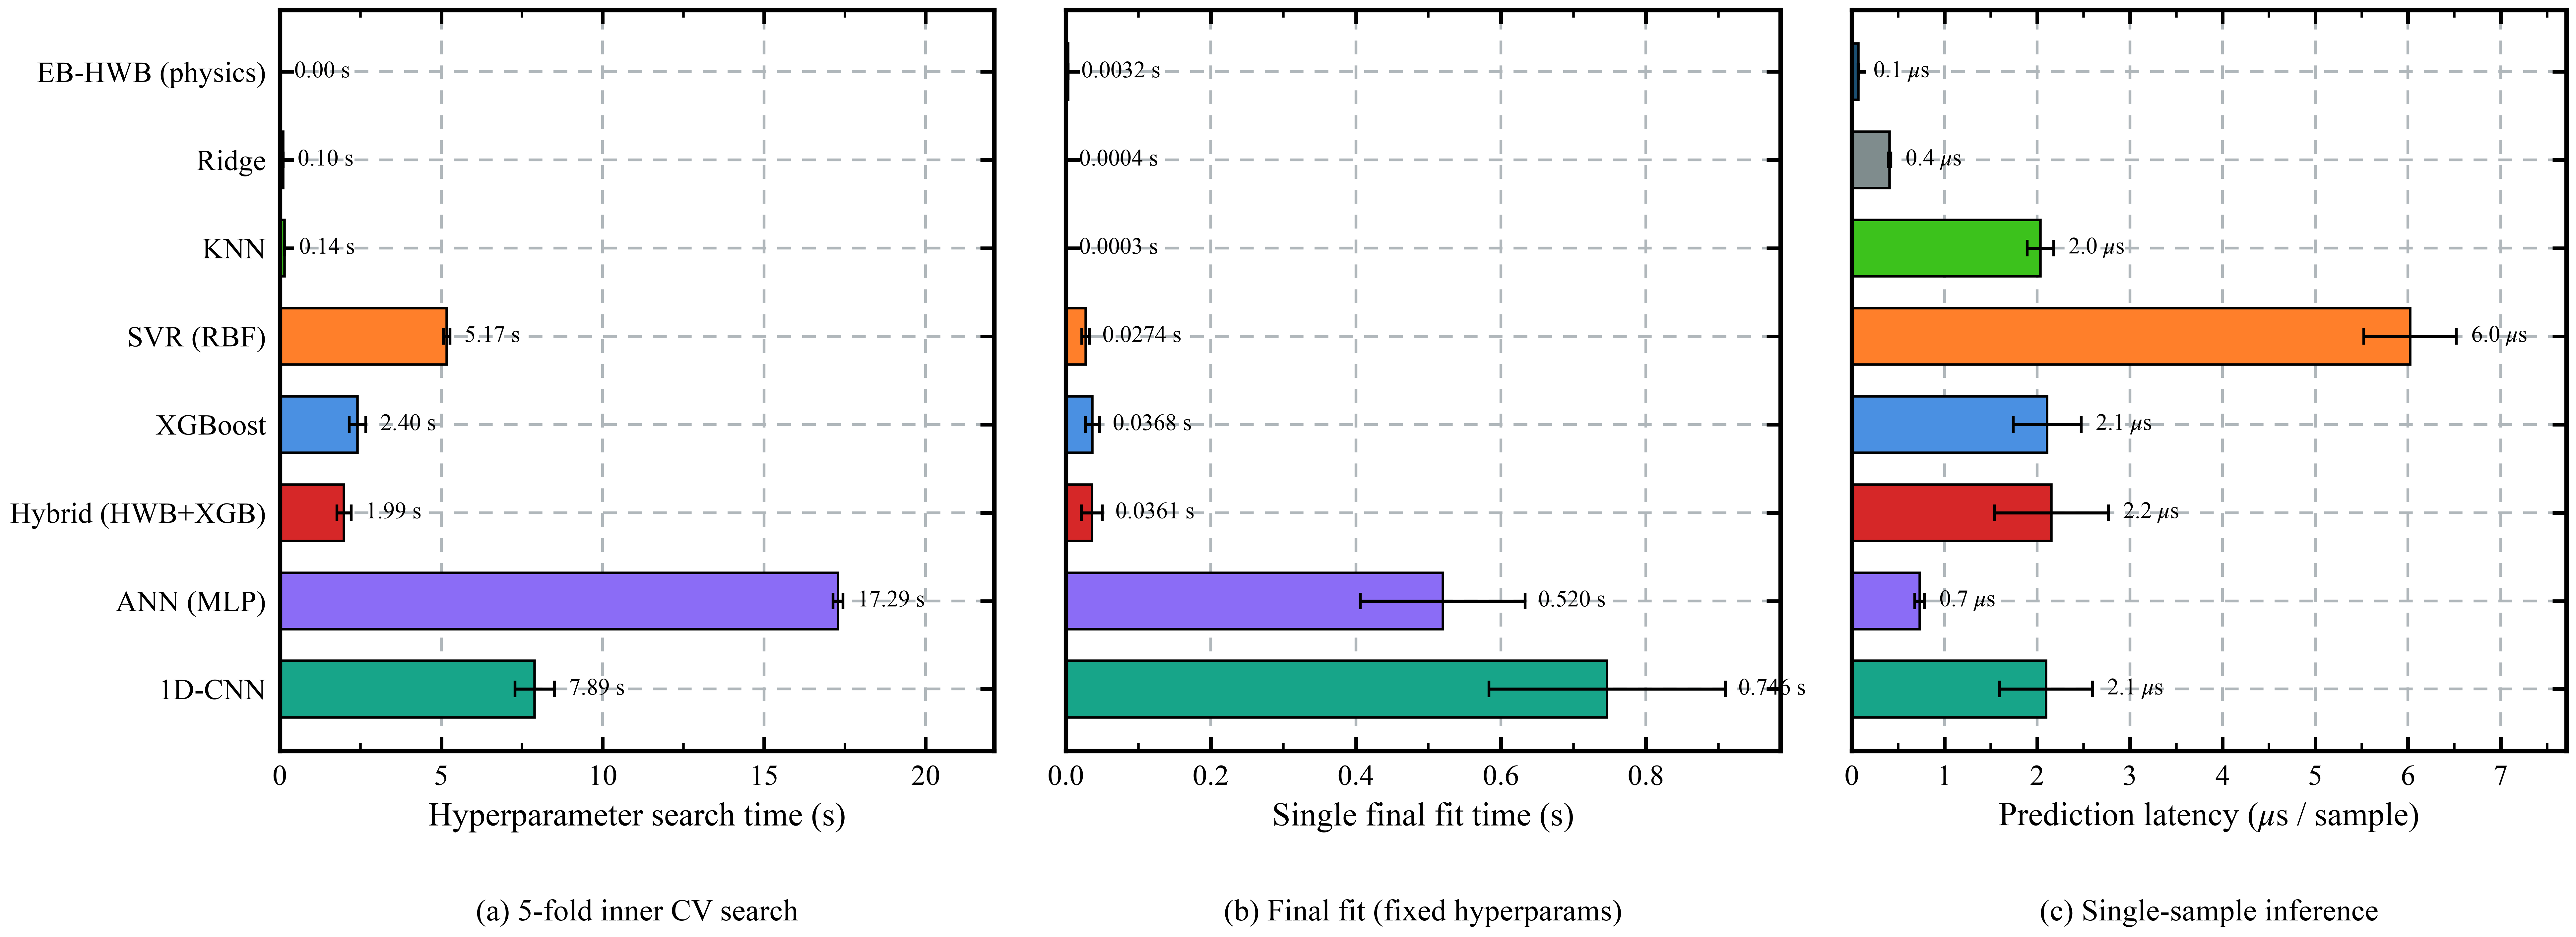 EB-HWB (physics)
0.00 s
0.0032 s
0.1 µs
Ridge
0.10 s
0.0004 s
0.4 µs
KNN
0.14 s
0.0003 s
2.0 µs
SVR (RBF)
5.17 s
0.0274 s
6.0 µs
XGBoost
2.40 s
0.0368 s
2.1 µs
Hybrid (HWB+XGB)
1.99 s
0.0361 s
2.2 µs
ANN (MLP)
17.29 s
0.520 s
0.7 µs
1D-CNN
7.89 s
0.746 s
2.1 µs
0 5 10 15 20
0.0 0.2 0.4 0.6 0.8
0 1 2 3 4 5 6 7
Hyperparameter search time (s)
Single final fit time (s)
Prediction latency (µs / sample)
(a) 5-fold inner CV search
(b) Final fit (fixed hyperparams)
(c) Single-sample inference